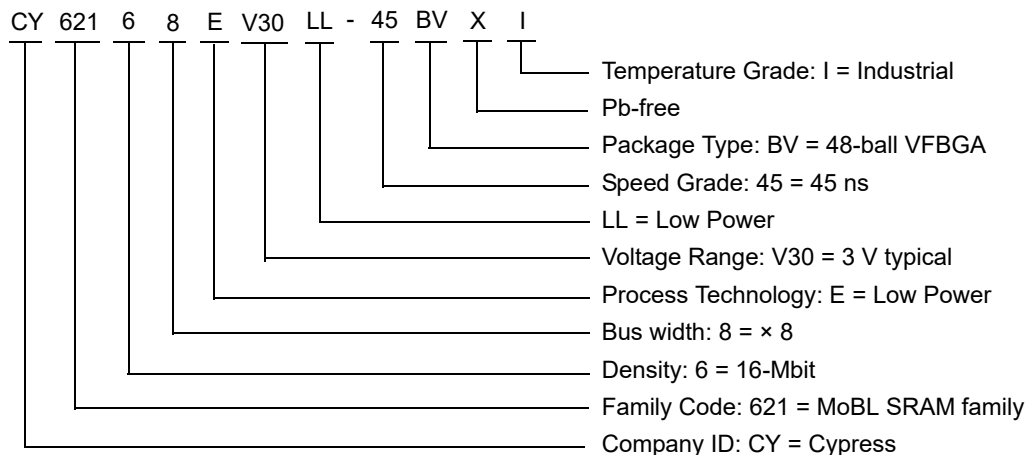 CY 621 6 8 E V30 LL - 45 BV X I
Temperature Grade: I = Industrial
Pb-free
Package Type: BV = 48-ball VFBGA
Speed Grade: 45 = 45 ns
LL = Low Power
Voltage Range: V30 = 3 V typical
Process Technology: E = Low Power
Bus width: 8 = × 8
Density: 6 = 16-Mbit
Family Code: 621 = MoBL SRAM family
Company ID: CY = Cypress